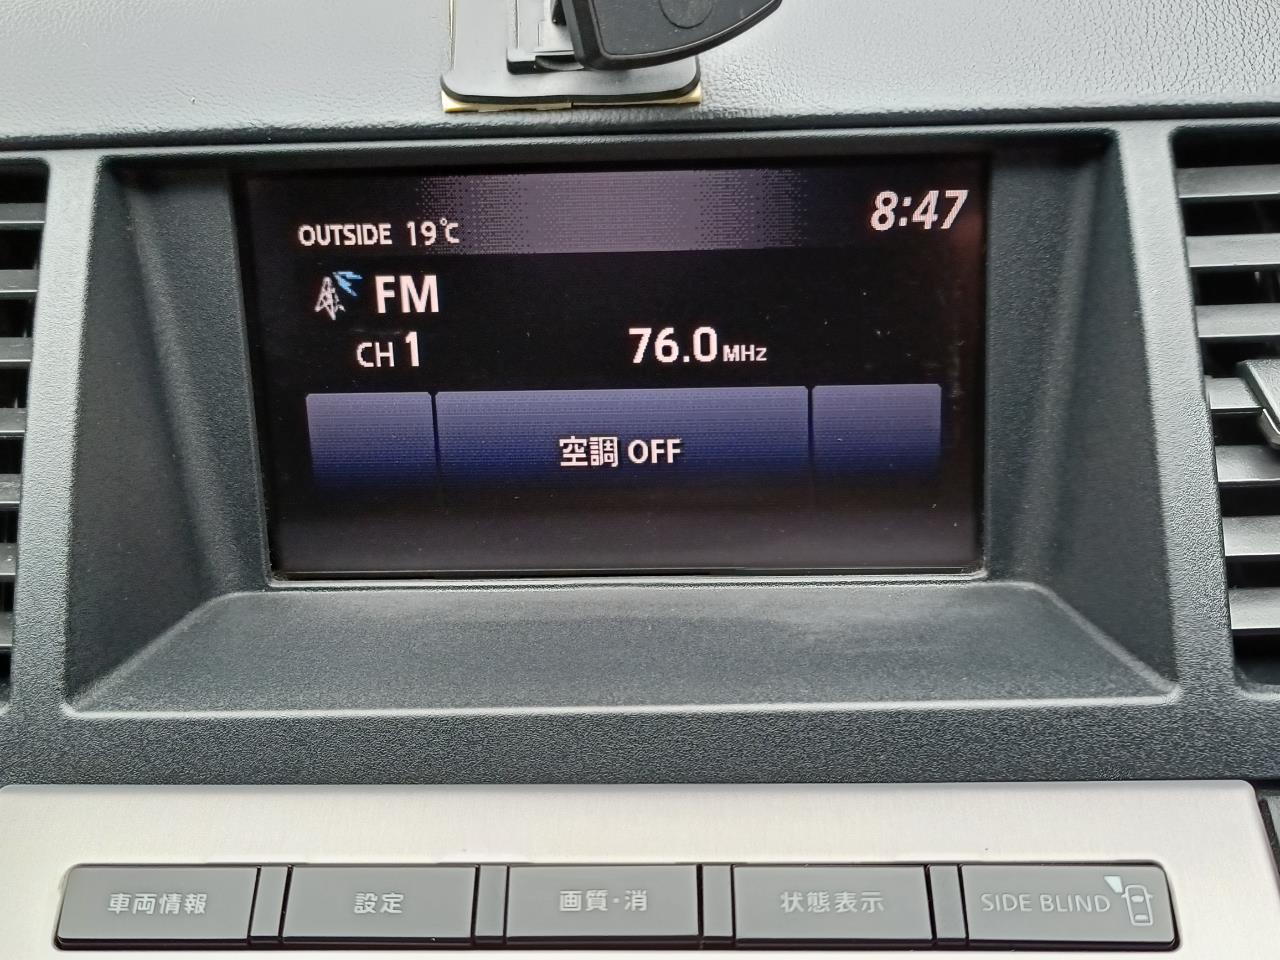 OUTSIDE 19℃
8:47
FM
CH 1
76.0 MHz
空調 OFF
車両情報
設定
画質・消
状態表示
SIDE BLIND